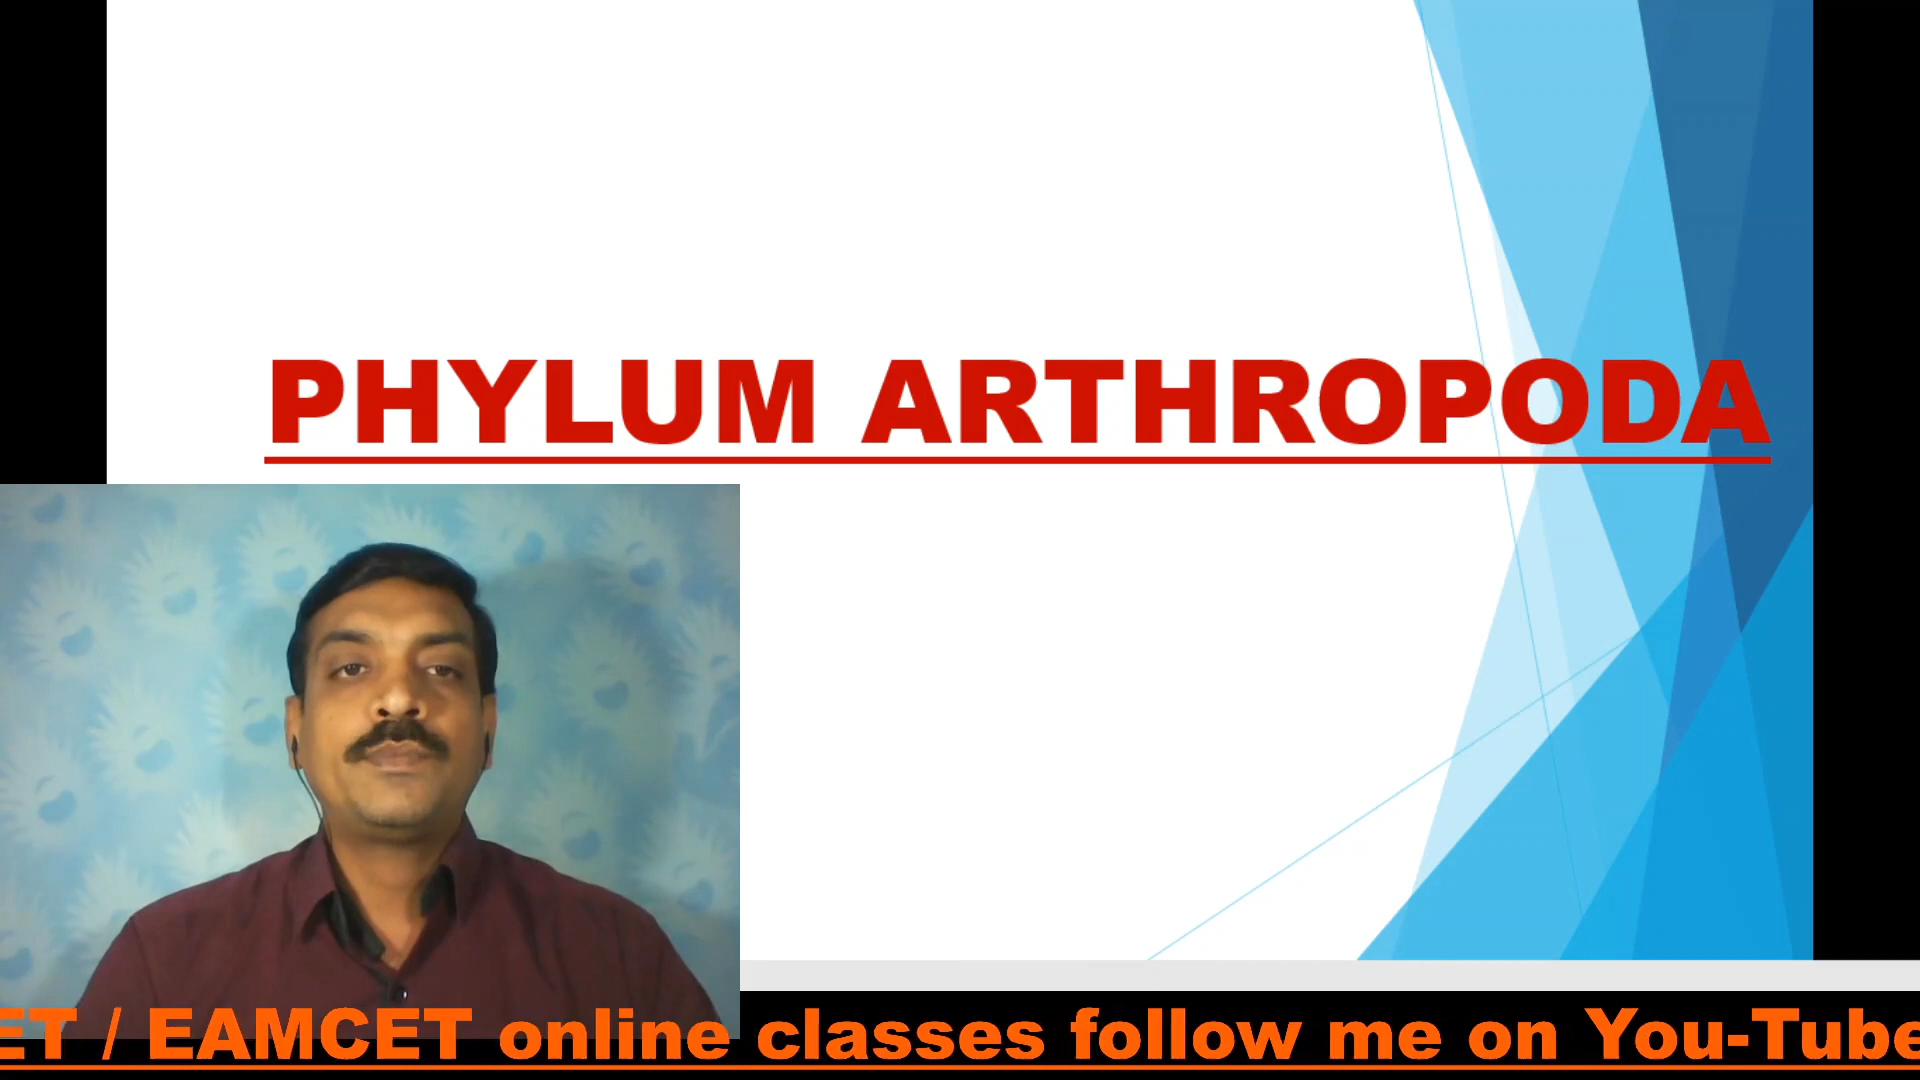 PHYLUM ARTHROPODA
ET / EAMCET online classes follow me on You-Tube